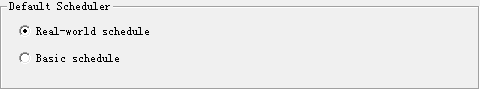 Default Scheduler
Real-world schedule
Basic schedule